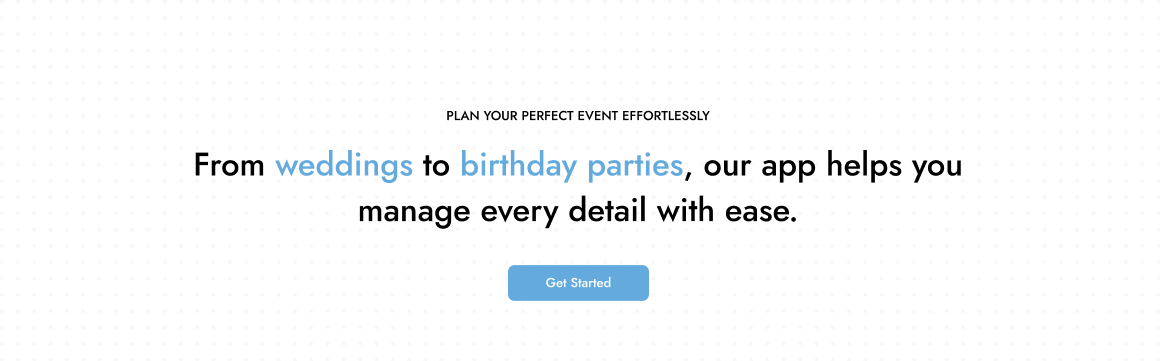 PLAN YOUR PERFECT EVENT EFFORTLESSLY
From weddings to birthday parties, our app helps you
manage every detail with ease.
Get Started